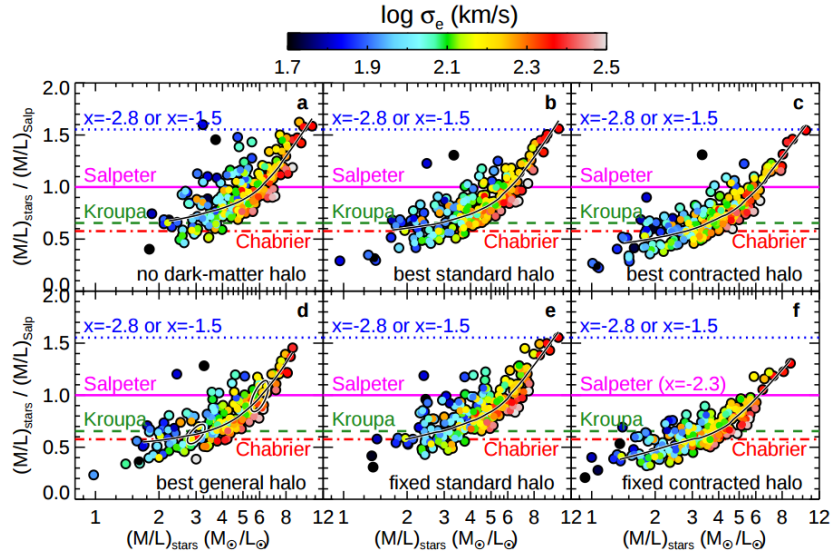 log σe (km/s)
1.7 1.9 2.1 2.3 2.5
2.0
1.5
1.0
0.5
0.0
(M/L)stars / (M/L)Salp
a
x=-2.8 or x=-1.5
Salpeter
Kroupa
Chabrier
no dark-matter halo
b
x=-2.8 or x=-1.5
Salpeter
Kroupa
Chabrier
best standard halo
c
x=-2.8 or x=-1.5
Salpeter
Kroupa
Chabrier
best contracted halo
2.0
1.5
1.0
0.5
0.0
(M/L)stars / (M/L)Salp
d
x=-2.8 or x=-1.5
Salpeter
Kroupa
Chabrier
best general halo
e
x=-2.8 or x=-1.5
Salpeter
Kroupa
Chabrier
fixed standard halo
f
x=-2.8 or x=-1.5
Salpeter (x=-2.3)
Kroupa
Chabrier
fixed contracted halo
1 2 3 4 5 6 8 12 1 2 3 4 5 6 8 12 1 2 3 4 5 6 8 12
(M/L)stars (M⊙/L⊙) (M/L)stars (M⊙/L⊙) (M/L)stars (M⊙/L⊙)